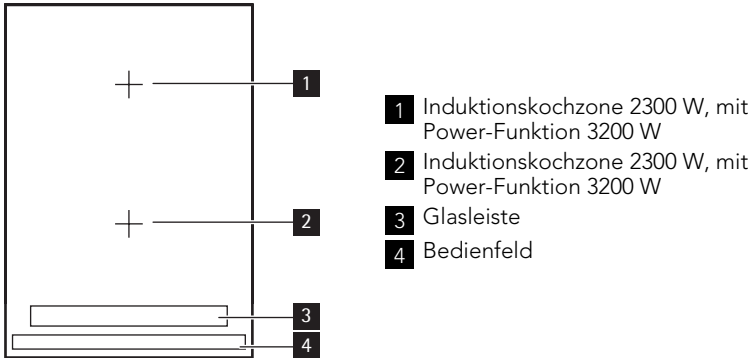 1
2
3
4
1 Induktionskochzone 2300 W, mit
Power-Funktion 3200 W
2 Induktionskochzone 2300 W, mit
Power-Funktion 3200 W
3 Glasleiste
4 Bedienfeld